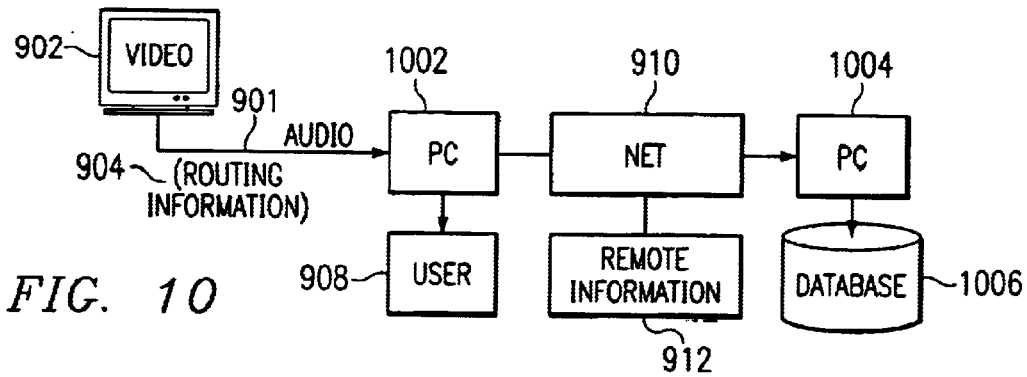 902
VIDEO
901
AUDIO
904
(ROUTING
INFORMATION)
1002
PC
910
NET
1004
PC
908
USER
REMOTE
INFORMATION
912
DATABASE
1006
FIG. 10